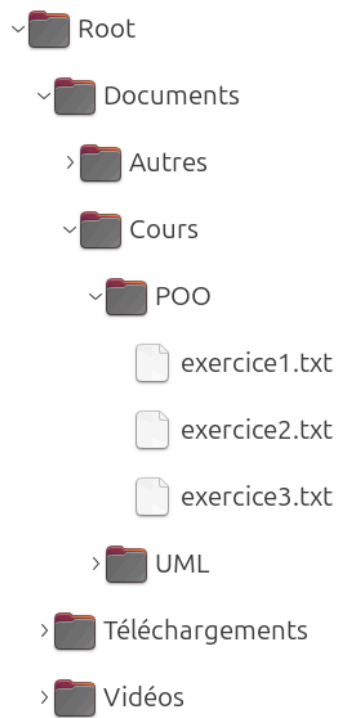 Root
Documents
Autres
Cours
POO
exercice1.txt
exercice2.txt
exercice3.txt
UML
Téléchargements
Vidéos